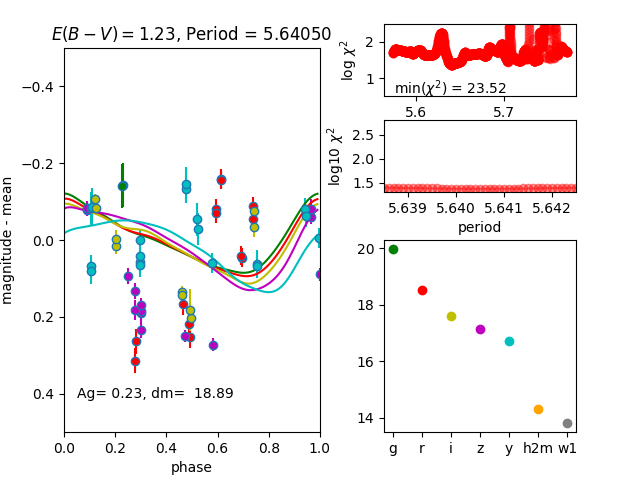 E(B − V) = 1.23, Period = 5.64050
magnitude - mean
−0.4
−0.2
0.0
0.2
0.4
Ag= 0.23, dm=  18.89
0.0 0.2 0.4 0.6 0.8 1.0
phase
log χ²
2
1
min(χ²) = 23.52
5.6 5.7
log10 χ²
2.5
2.0
1.5
5.639 5.640 5.641 5.642
period
20
18
16
14
g r i z y h2m w1